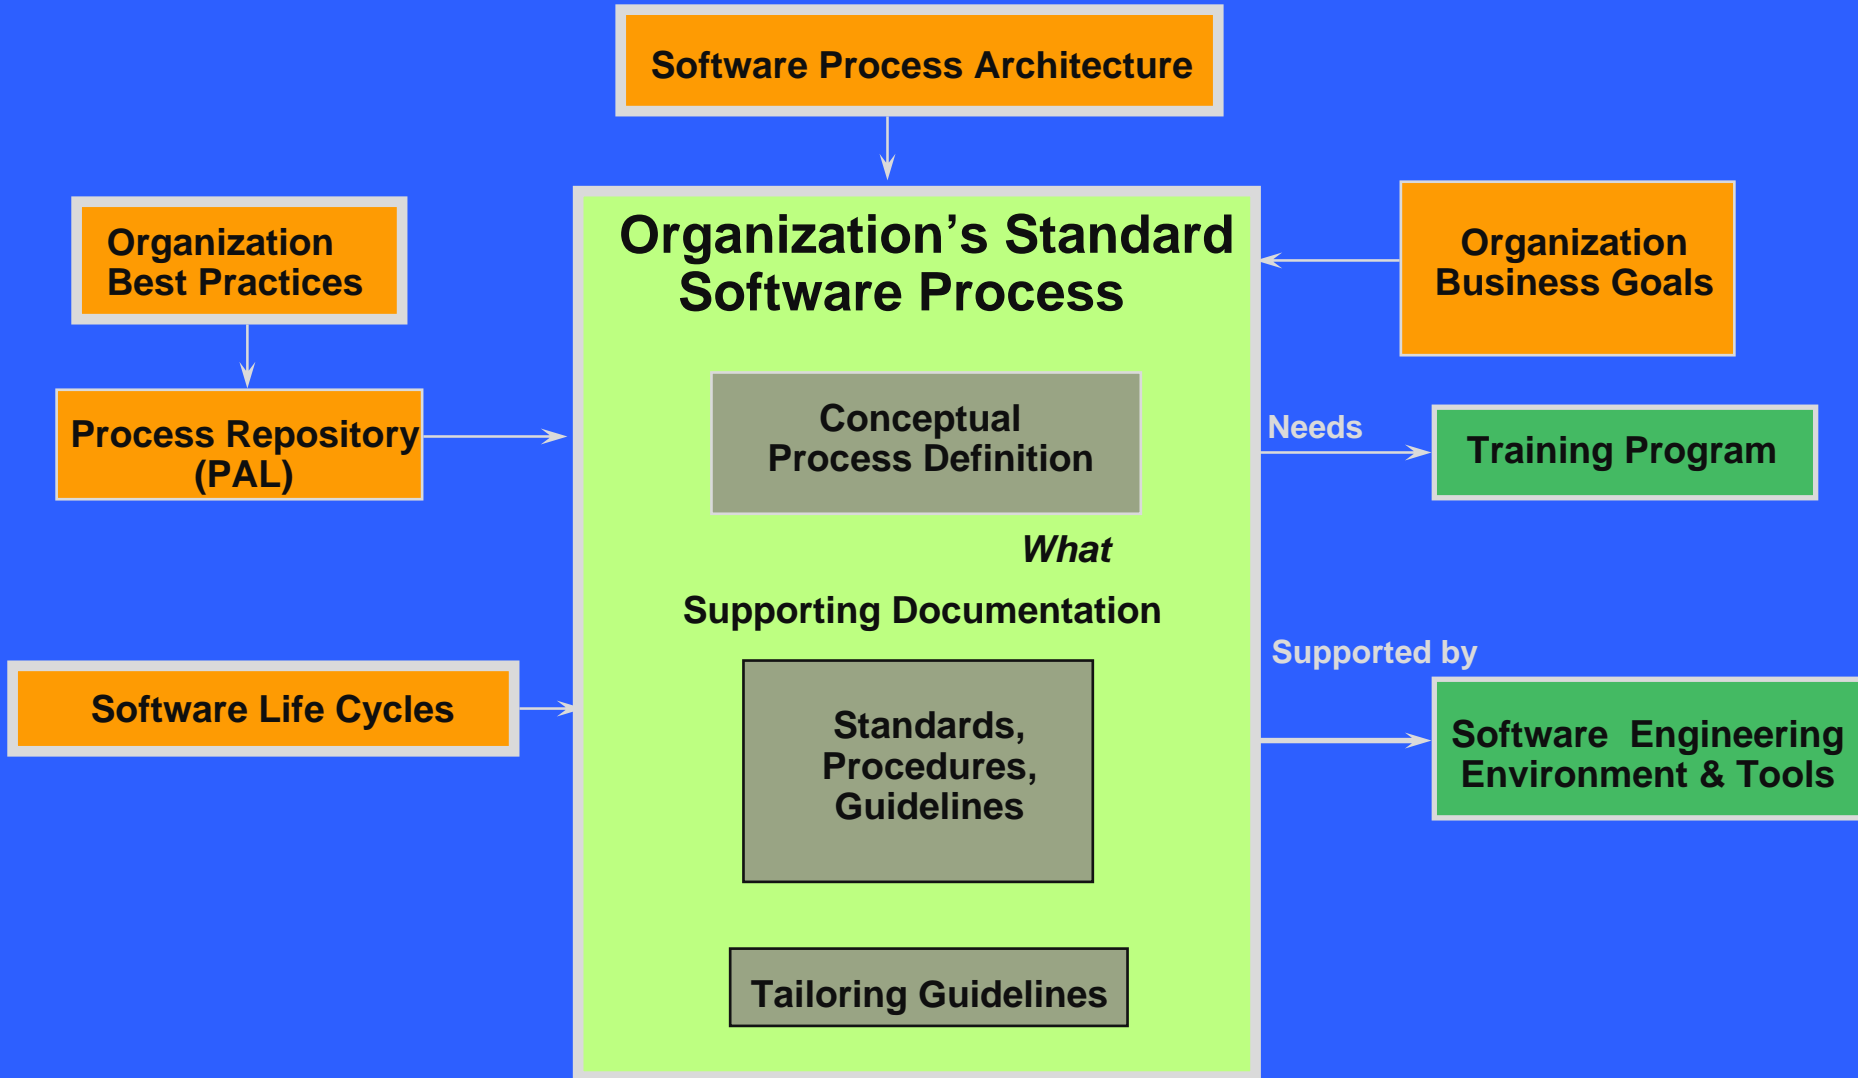 Software Process Architecture
Organization
Best Practices
Process Repository
(PAL)
Software Life Cycles
Organization’s Standard
Software Process
Conceptual
Process Definition
What
Supporting Documentation
Standards,
Procedures,
Guidelines
Tailoring Guidelines
Organization
Business Goals
Needs
Training Program
Supported by
Software Engineering
Environment & Tools